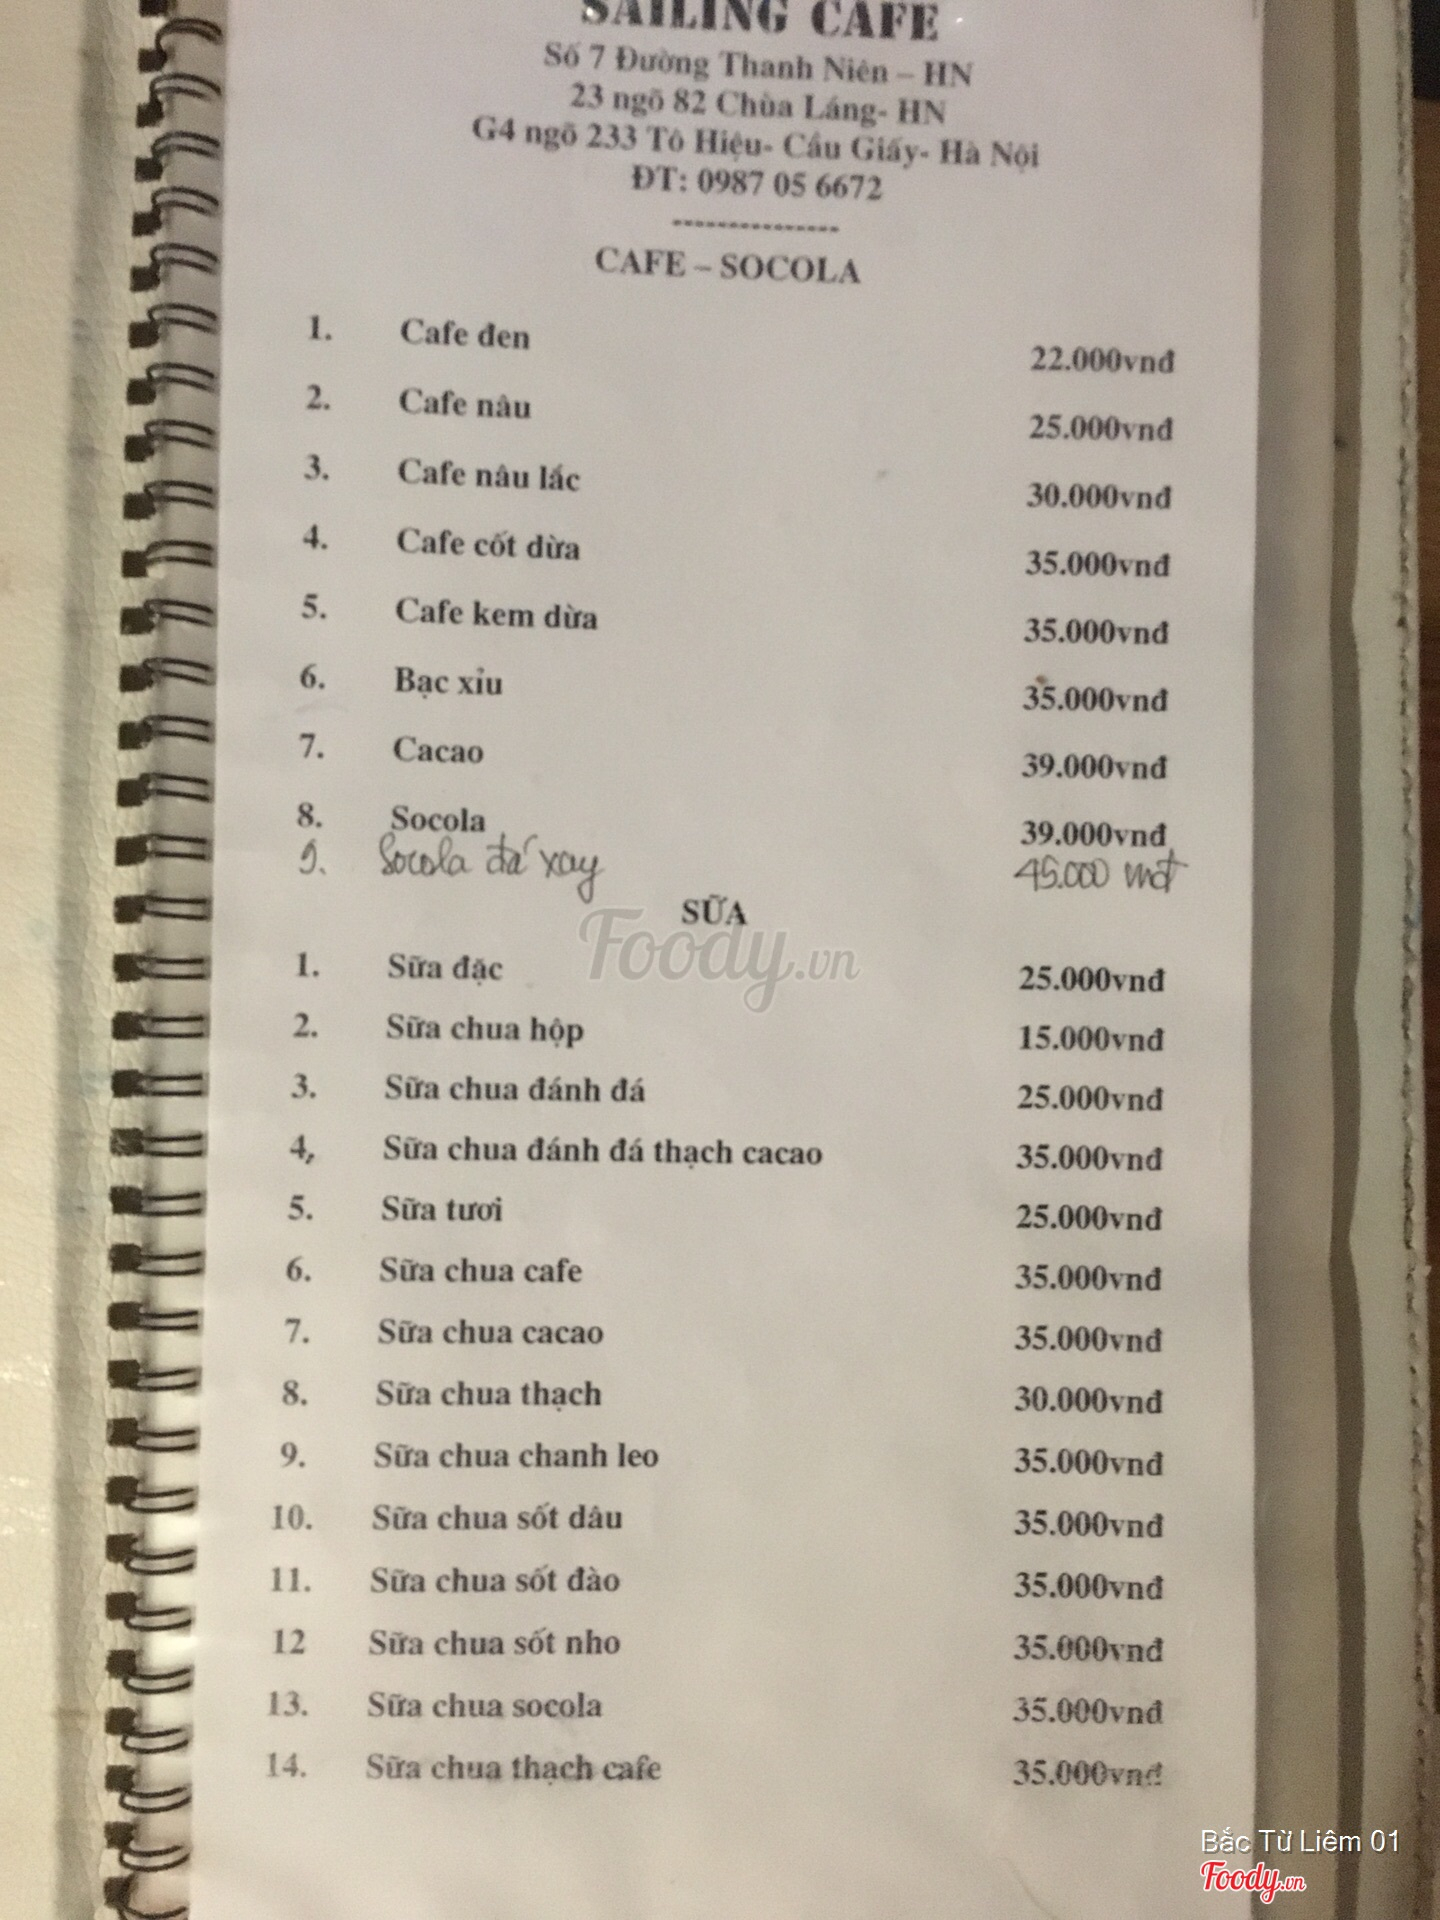 SAILING CAFE
Số 7 Đường Thanh Niên – HN
23 ngõ 82 Chùa Láng- HN
G4 ngõ 233 Tô Hiệu- Cầu Giấy- Hà Nội
ĐT: 0987 05 6672
---------------
CAFE – SOCOLA
1. Cafe đen 22.000vnđ
2. Cafe nâu 25.000vnđ
3. Cafe nâu lắc 30.000vnđ
4. Cafe cốt dừa 35.000vnđ
5. Cafe kem dừa 35.000vnđ
6. Bạc xỉu 35.000vnđ
7. Cacao 39.000vnđ
8. Socola 39.000vnđ
9. Socola đá xay 45.000 vnđ
SỮA
Foody.vn
1. Sữa đặc 25.000vnđ
2. Sữa chua hộp 15.000vnđ
3. Sữa chua đánh đá 25.000vnđ
4, Sữa chua đánh đá thạch cacao 35.000vnđ
5. Sữa tươi 25.000vnđ
6. Sữa chua cafe 35.000vnđ
7. Sữa chua cacao 35.000vnđ
8. Sữa chua thạch 30.000vnđ
9. Sữa chua chanh leo 35.000vnđ
10. Sữa chua sốt dâu 35.000vnđ
11. Sữa chua sốt đào 35.000vnđ
12 Sữa chua sốt nho 35.000vnđ
13. Sữa chua socola 35.000vnđ
14. Sữa chua thạch cafe 35.000vnđ
Bắc Từ Liêm 01
Foody.vn